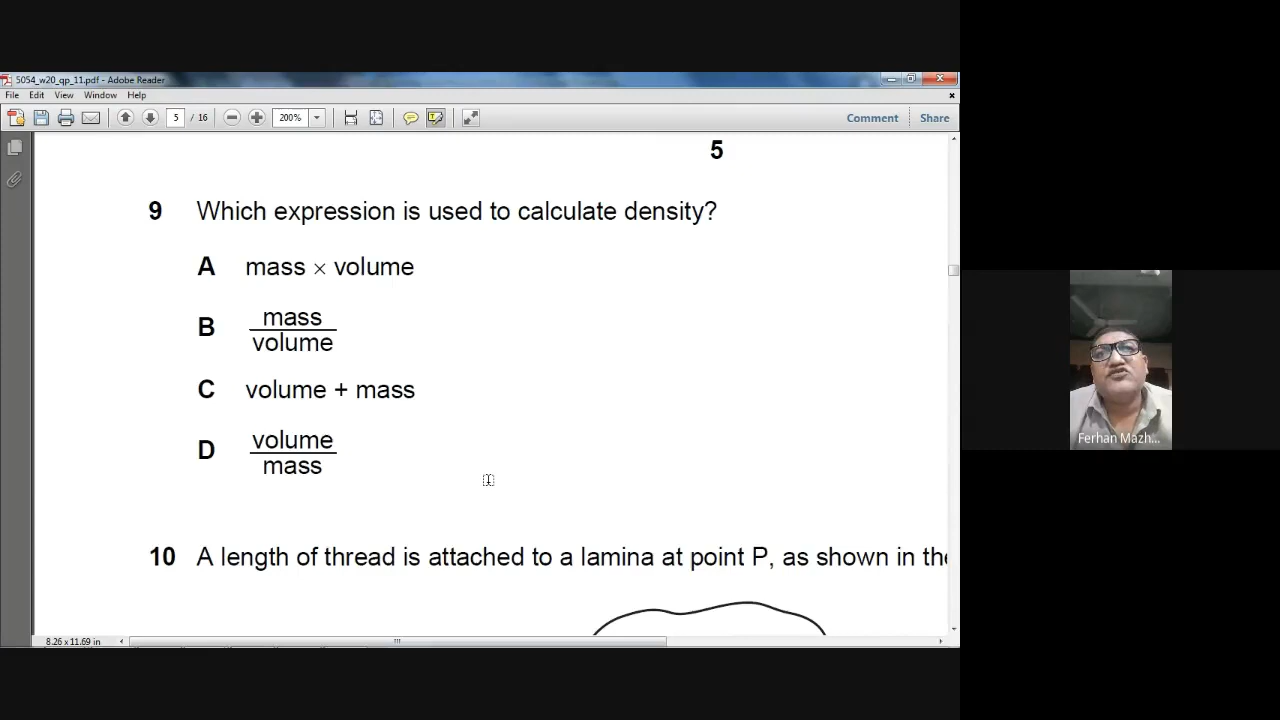 5054_w20_qp_11.pdf - Adobe Reader
File Edit View Window Help
5 / 16 200% Comment Share
5
9 Which expression is used to calculate density?
A mass × volume
B mass
volume
C volume + mass
D volume
mass
10 A length of thread is attached to a lamina at point P, as shown in the
8.26 x 11.69 in
Ferhan Mazh...